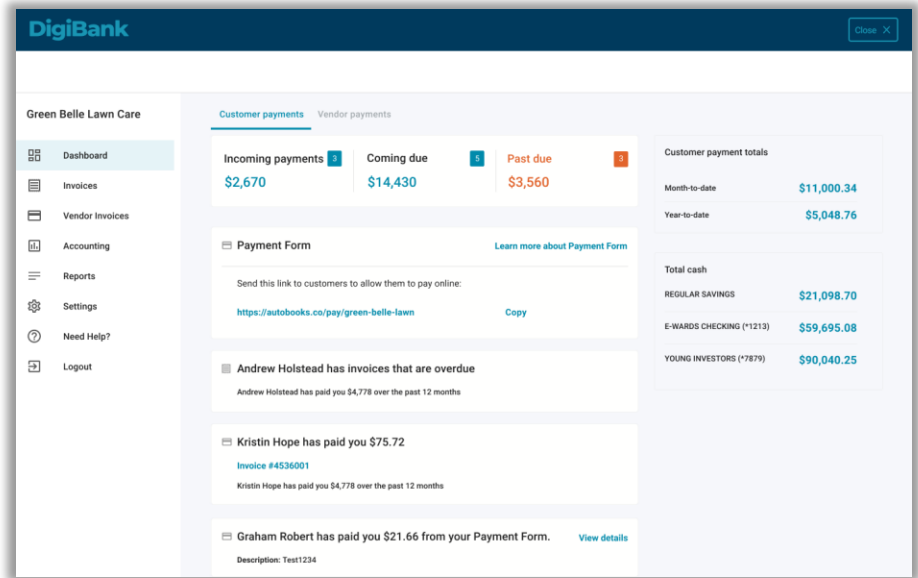 DigiBank
Close X
Green Belle Lawn Care
Dashboard
Invoices
Vendor Invoices
Accounting
Reports
Settings
Need Help?
Logout
Customer payments Vendor payments
Incoming payments 3 Coming due 5 Past due 3
$2,670 $14,430 $3,560
Payment Form Learn more about Payment Form
Send this link to customers to allow them to pay online:
https://autobooks.co/pay/green-belle-lawn Copy
Andrew Holstead has invoices that are overdue
Andrew Holstead has paid you $4,778 over the past 12 months
Kristin Hope has paid you $75.72
Invoice #4536001
Kristin Hope has paid you $4,778 over the past 12 months
Graham Robert has paid you $21.66 from your Payment Form. View details
Description: Test1234
Customer payment totals
Month-to-date $11,000.34
Year-to-date $5,048.76
Total cash
REGULAR SAVINGS $21,098.70
E-WARDS CHECKING (*1213) $59,695.08
YOUNG INVESTORS (*7879) $90,040.25